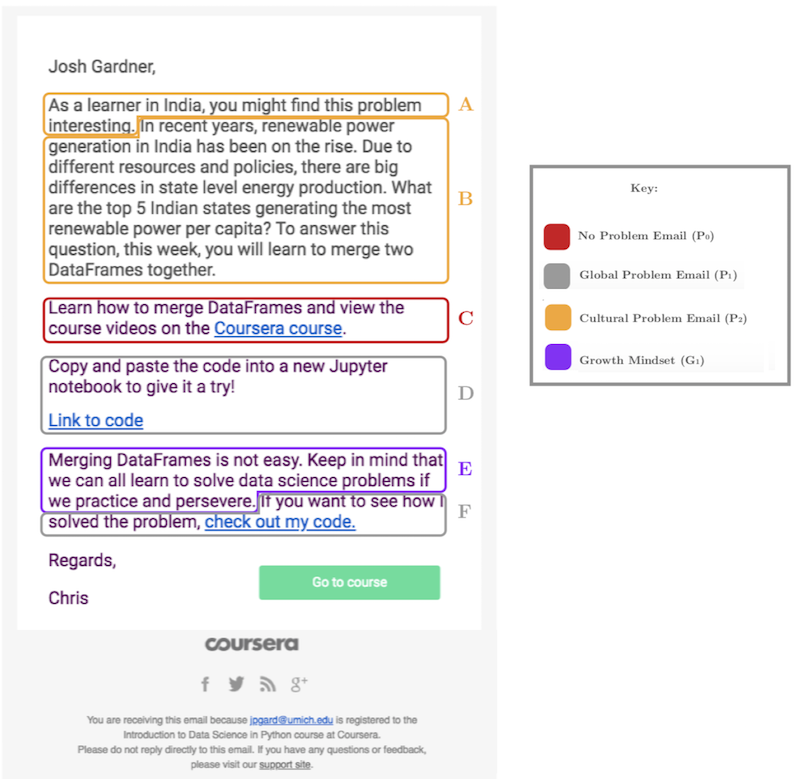 Josh Gardner,
As a learner in India, you might find this problem
A
interesting. In recent years, renewable power
generation in India has been on the rise. Due to
different resources and policies, there are big
differences in state level energy production. What
B
are the top 5 Indian states generating the most
renewable power per capita? To answer this
question, this week, you will learn to merge two
DataFrames together.
Learn how to merge DataFrames and view the
course videos on the Coursera course.
C
Copy and paste the code into a new Jupyter
notebook to give it a try!
D
Link to code
Merging DataFrames is not easy. Keep in mind that
E
we can all learn to solve data science problems if
we practice and persevere. If you want to see how I
F
solved the problem, check out my code.
Regards,
Go to course
Chris
coursera
f g+
You are receiving this email because jpgard@umich.edu is registered to the
Introduction to Data Science in Python course at Coursera.
Please do not reply directly to this email. If you have any questions or feedback,
please visit our support site.
Key:
No Problem Email (P₀)
Global Problem Email (P₁)
Cultural Problem Email (P₂)
Growth Mindset (G₁)